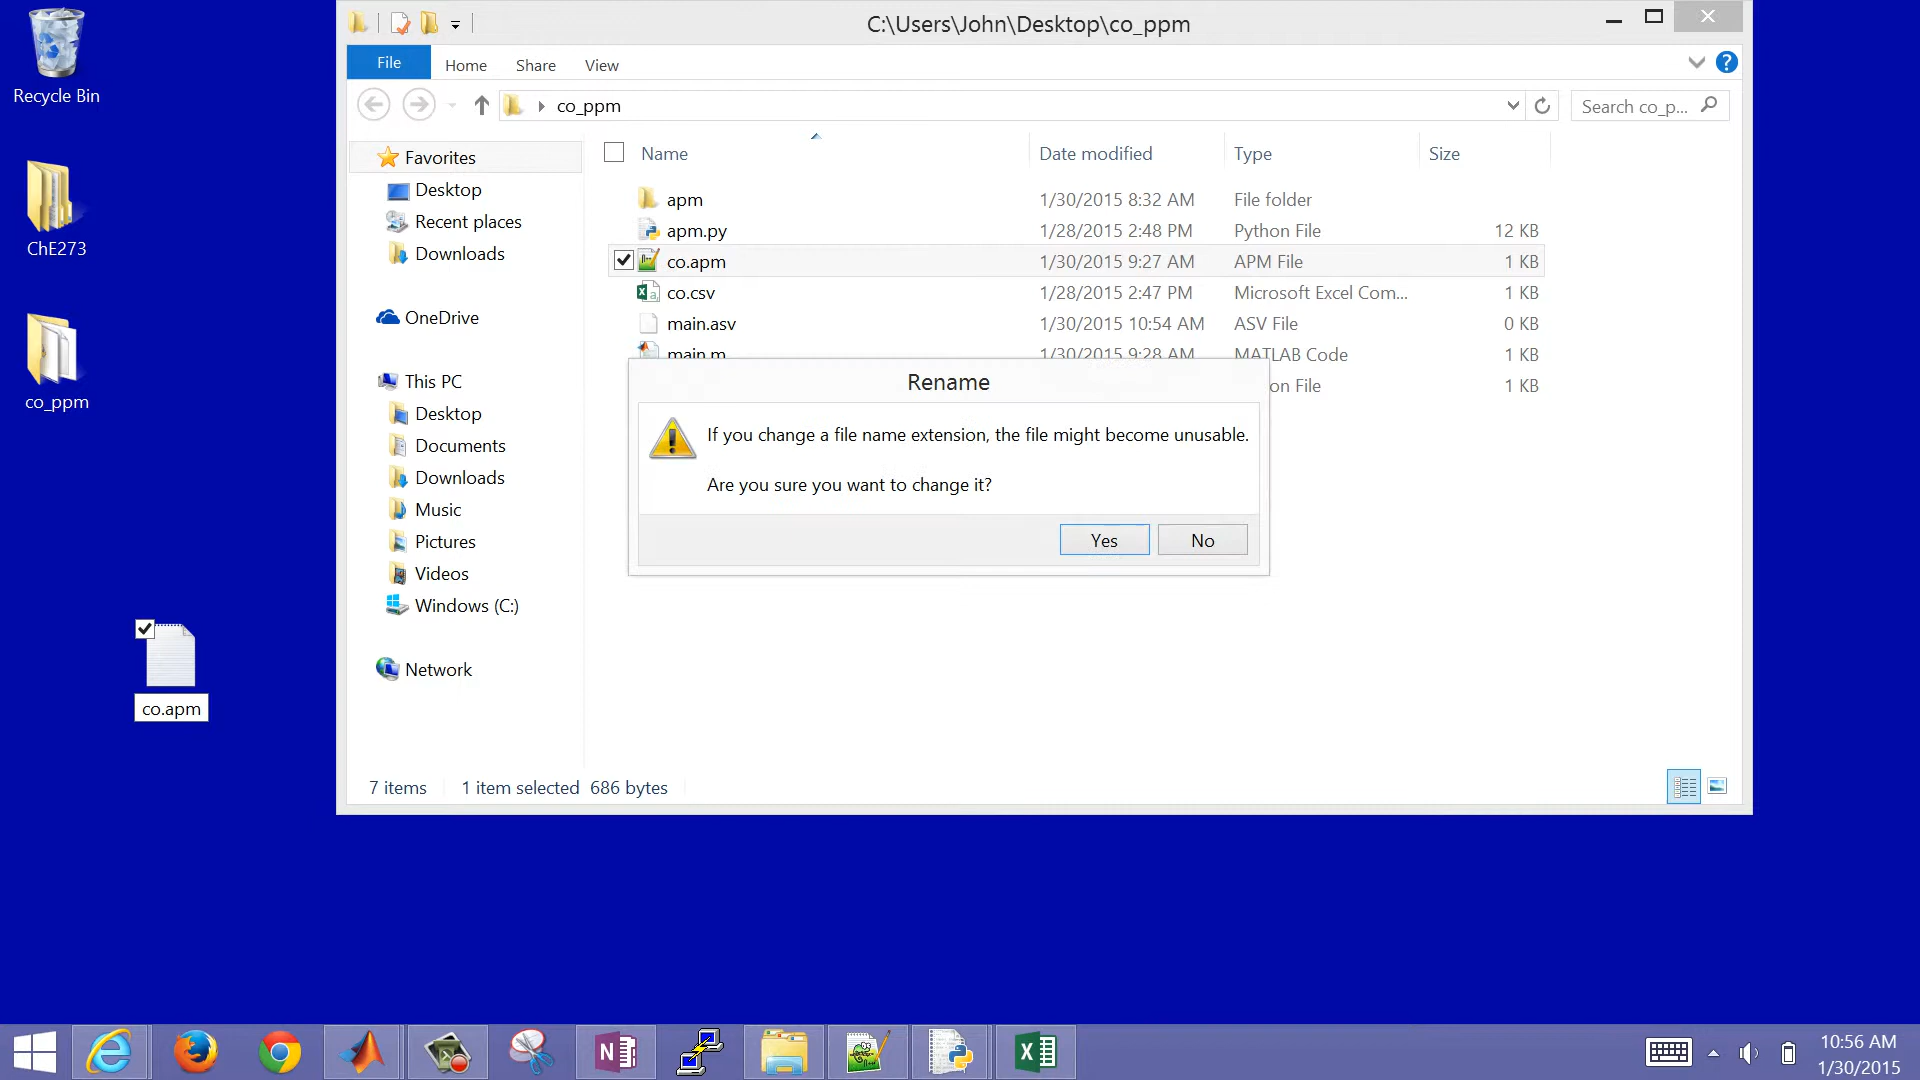 C:\Users\John\Desktop\co_ppm
File
Home
Share
View
co_ppm
Search co_p...
Recycle Bin
ChE273
co_ppm
co.apm
Favorites
Desktop
Recent places
Downloads
OneDrive
This PC
Desktop
Documents
Downloads
Music
Pictures
Videos
Windows (C:)
Network
Name Date modified Type Size
apm 1/30/2015 8:32 AM File folder
apm.py 1/28/2015 2:48 PM Python File 12 KB
co.apm 1/30/2015 9:27 AM APM File 1 KB
co.csv 1/28/2015 2:47 PM Microsoft Excel Com... 1 KB
main.asv 1/30/2015 10:54 AM ASV File 0 KB
main.m 1/30/2015 9:28 AM MATLAB Code 1 KB
on File 1 KB
Rename
If you change a file name extension, the file might become unusable.
Are you sure you want to change it?
Yes
No
7 items 1 item selected 686 bytes
10:56 AM
1/30/2015